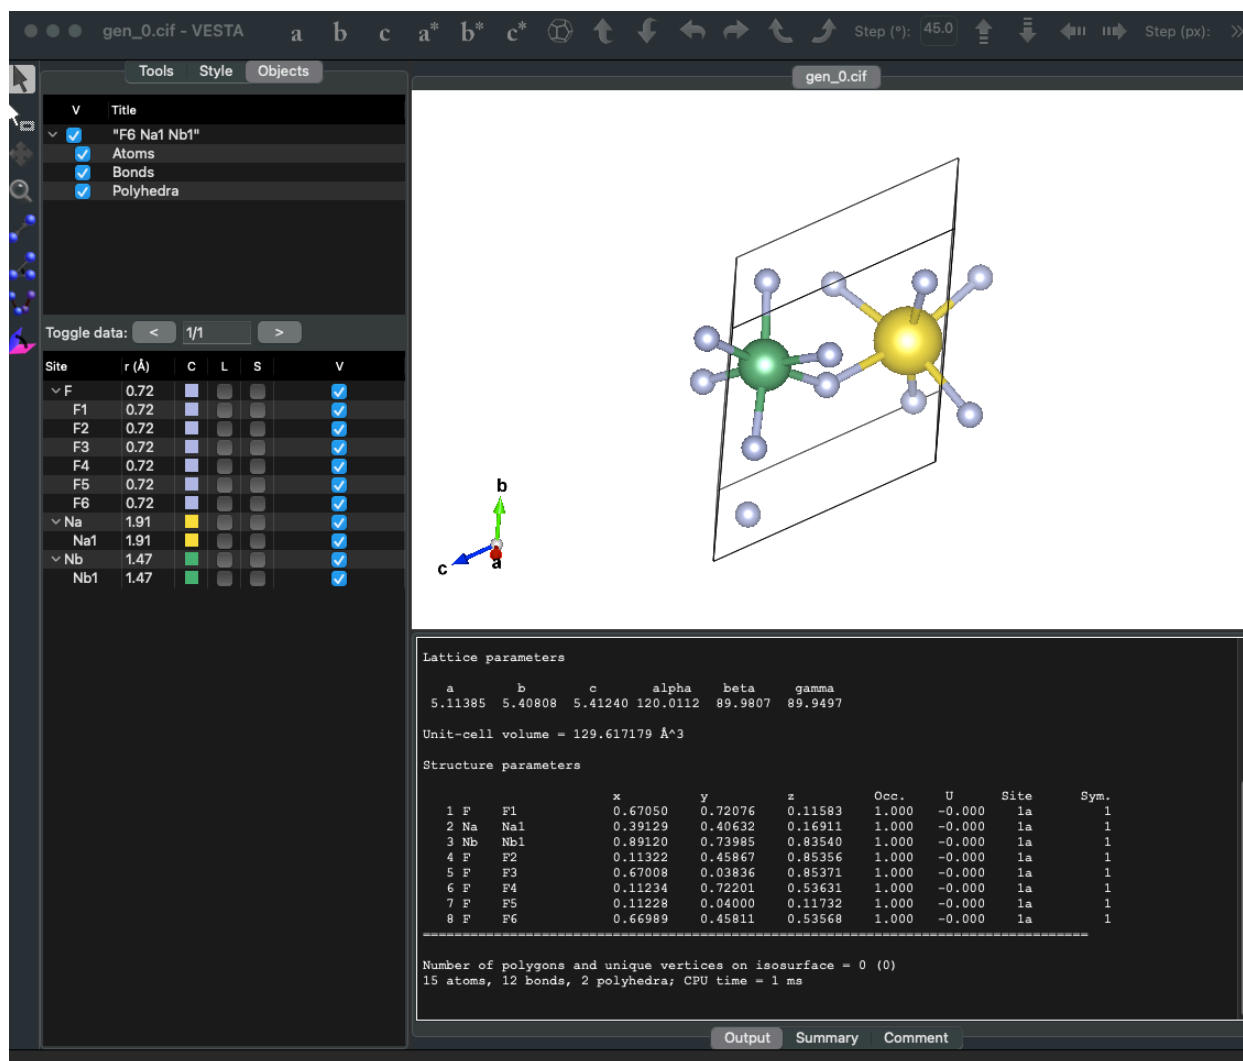 gen_0.cif - VESTA a b c a* b* c* Step (°): 45.0 Step (px):
Tools Style Objects
gen_0.cif
V Title
"F6 Na1 Nb1"
Atoms
Bonds
Polyhedra
Toggle data: < 1/1 >
Site r (Å) C L S V
F 0.72
F1 0.72
F2 0.72
F3 0.72
F4 0.72
F5 0.72
F6 0.72
Na 1.91
Na1 1.91
Nb 1.47
Nb1 1.47
b
c
a
Lattice parameters
a b c alpha beta gamma
5.11385 5.40808 5.41240 120.0112 89.9807 89.9497
Unit-cell volume = 129.617179 Å^3
Structure parameters
x y z Occ. U Site Sym.
1 F F1 0.67050 0.72076 0.11583 1.000 -0.000 1a 1
2 Na Na1 0.39129 0.40632 0.16911 1.000 -0.000 1a 1
3 Nb Nb1 0.89120 0.73985 0.83540 1.000 -0.000 1a 1
4 F F2 0.11322 0.45867 0.85356 1.000 -0.000 1a 1
5 F F3 0.67008 0.03836 0.85371 1.000 -0.000 1a 1
6 F F4 0.11234 0.72201 0.53631 1.000 -0.000 1a 1
7 F F5 0.11228 0.04000 0.11732 1.000 -0.000 1a 1
8 F F6 0.66989 0.45811 0.53568 1.000 -0.000 1a 1
Number of polygons and unique vertices on isosurface = 0 (0)
15 atoms, 12 bonds, 2 polyhedra; CPU time = 1 ms
Output Summary Comment